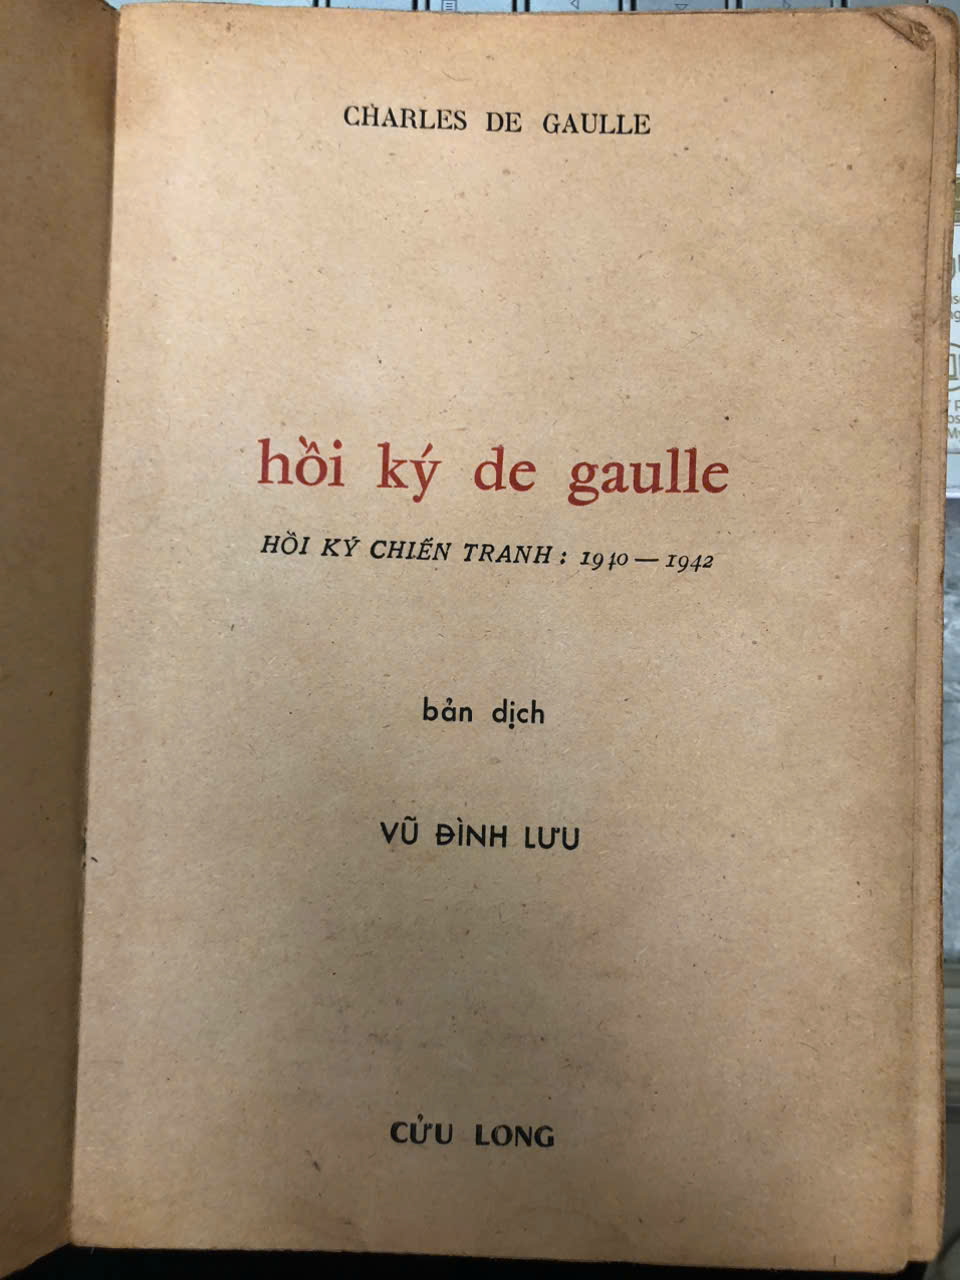 CHARLES DE GAULLE
hồi ký de gaulle
HỒI KÝ CHIẾN TRANH : 1940 — 1942
bản dịch
VŨ ĐÌNH LƯU
CỬU LONG